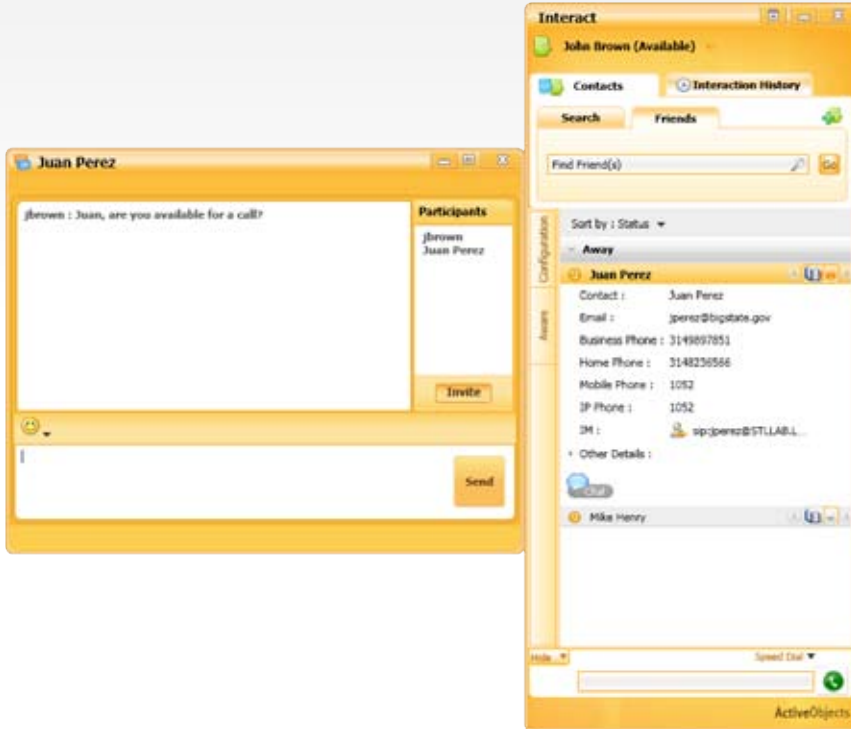 Juan Perez
jbrown : Juan, are you available for a call?
Participants
jbrown
Juan Perez
Invite
Send
Interact
John Brown (Available)
Contacts
Interaction History
Search
Friends
Find Friend(s)
Go
Configuration
Aware
Sort by : Status
Away
Juan Perez
Contact : Juan Perez
Email : jperez@bigstate.gov
Business Phone : 3149897851
Home Phone : 3148236566
Mobile Phone : 1052
IP Phone : 1052
IM : sip:jperez@STLLAB.L...
Other Details :
Chat
Mike Henry
Hide
Speed Dial
ActiveObjects